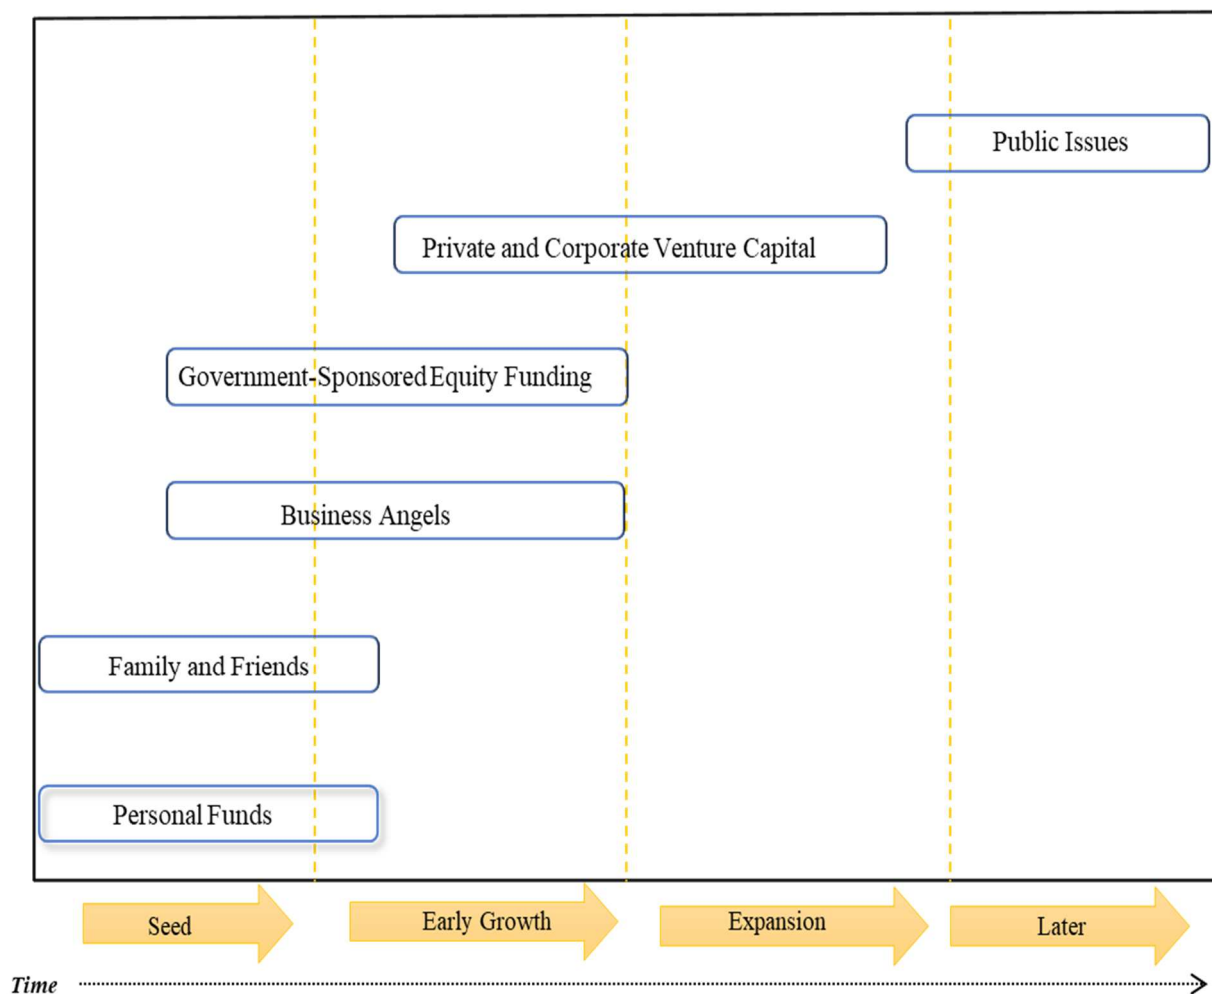 Public Issues
Private and Corporate Venture Capital
Government-Sponsored Equity Funding
Business Angels
Family and Friends
Personal Funds
Seed
Early Growth
Expansion
Later
Time